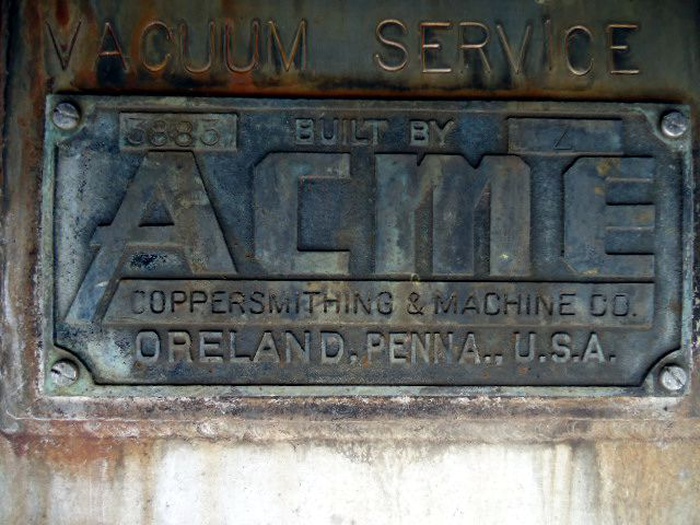 VACUUM SERVICE
3885 BUILT BY Z
ACME
COPPERSMITHING & MACHINE CO.
ORELAND, PENNA., U.S.A.